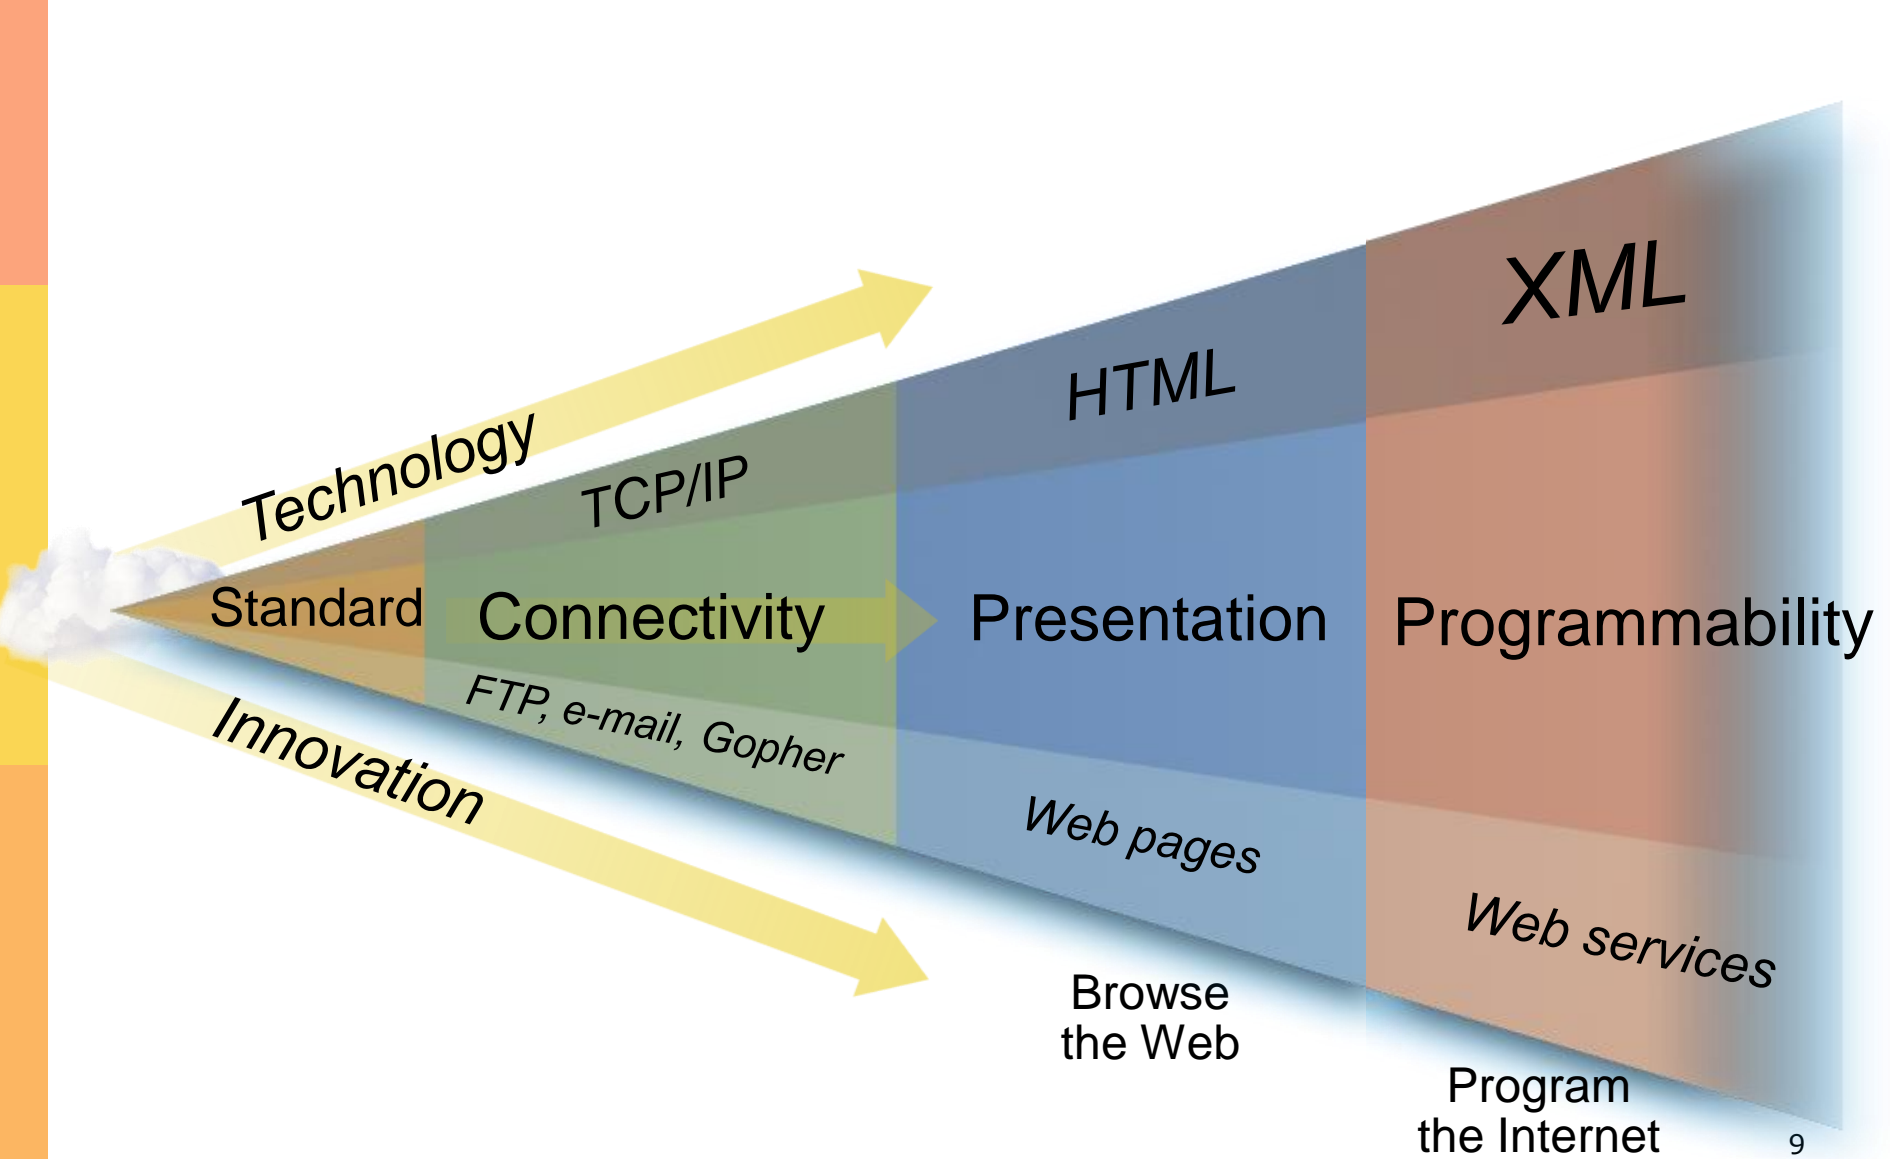 XML
HTML
Technology
TCP/IP
Standard
Connectivity
Presentation
Programmability
FTP, e-mail, Gopher
Innovation
Web pages
Web services
Browse
the Web
Program
the Internet
9